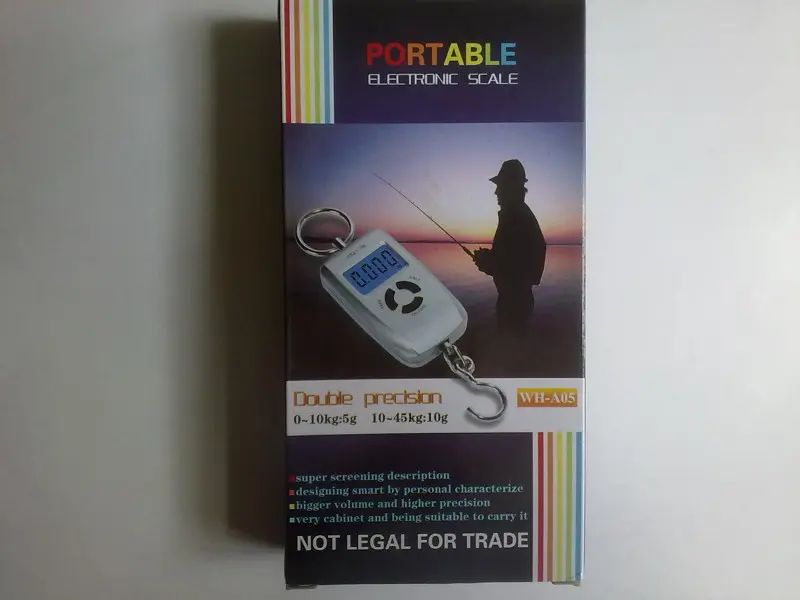 PORTABLE
ELECTRONIC SCALE
0.000
Double precision
WH-A05
0~10kg:5g 10~45kg:10g
super screening description
designing smart by personal characterize
bigger volume and higher precision
very cabinet and being suitable to carry it
NOT LEGAL FOR TRADE